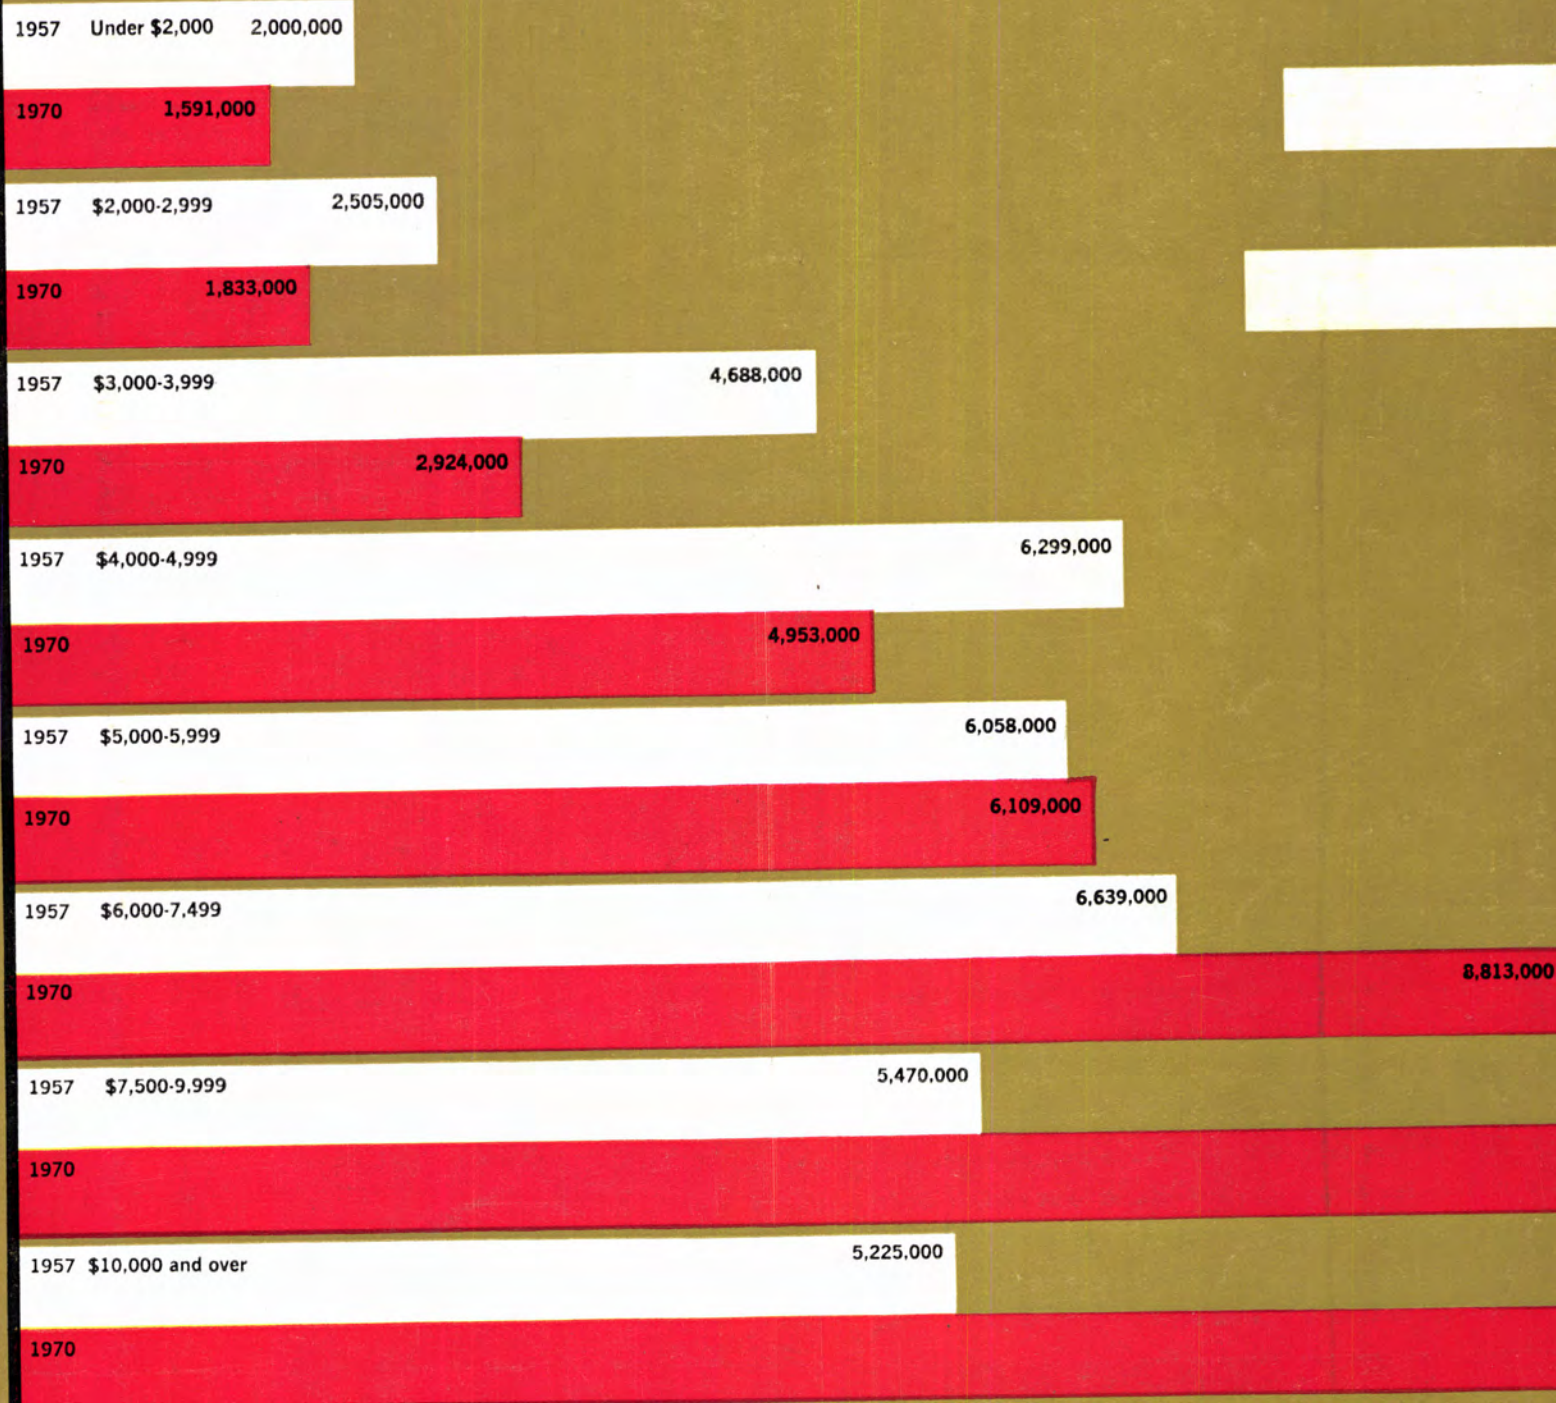 1957 Under $2,000 2,000,000
1970 1,591,000
1957 $2,000-2,999 2,505,000
1970 1,833,000
1957 $3,000-3,999 4,688,000
1970 2,924,000
1957 $4,000-4,999 6,299,000
1970 4,953,000
1957 $5,000-5,999 6,058,000
1970 6,109,000
1957 $6,000-7,499 6,639,000
1970 8,813,000
1957 $7,500-9,999 5,470,000
1970
1957 $10,000 and over 5,225,000
1970